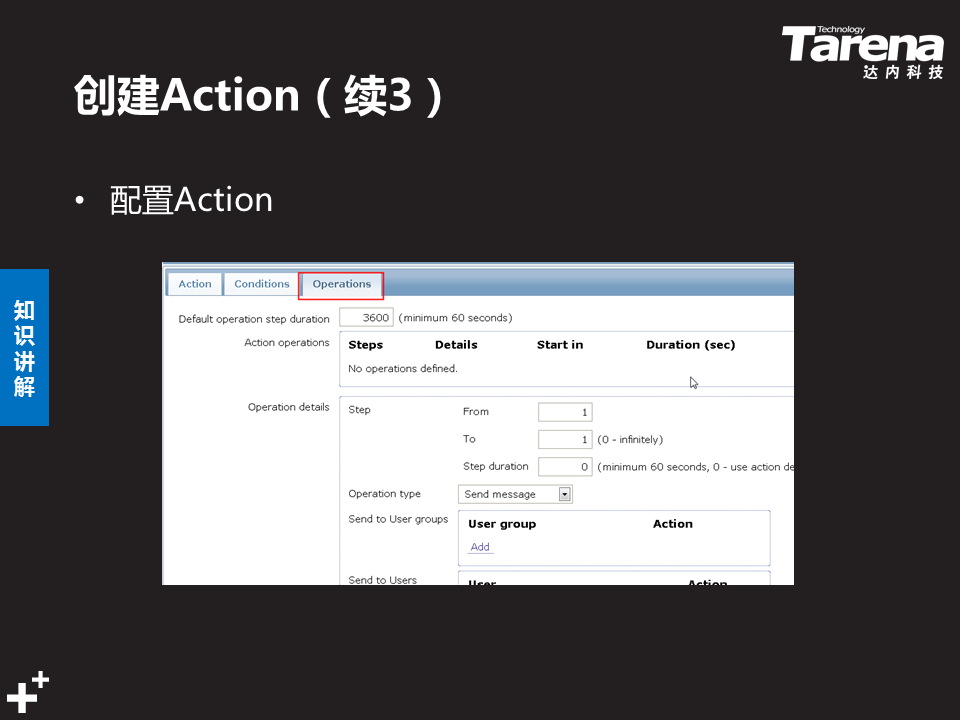 Technology
Tarena
达内科技
创建Action（续3）
• 配置Action
知识讲解
Action Conditions Operations
Default operation step duration 3600 (minimum 60 seconds)
Action operations Steps Details Start in Duration (sec)
No operations defined.
Operation details Step From 1
To 1 (0 - infinitely)
Step duration 0 (minimum 60 seconds, 0 - use action de
Operation type Send message
Send to User groups User group Action
Add
Send to Users User Action